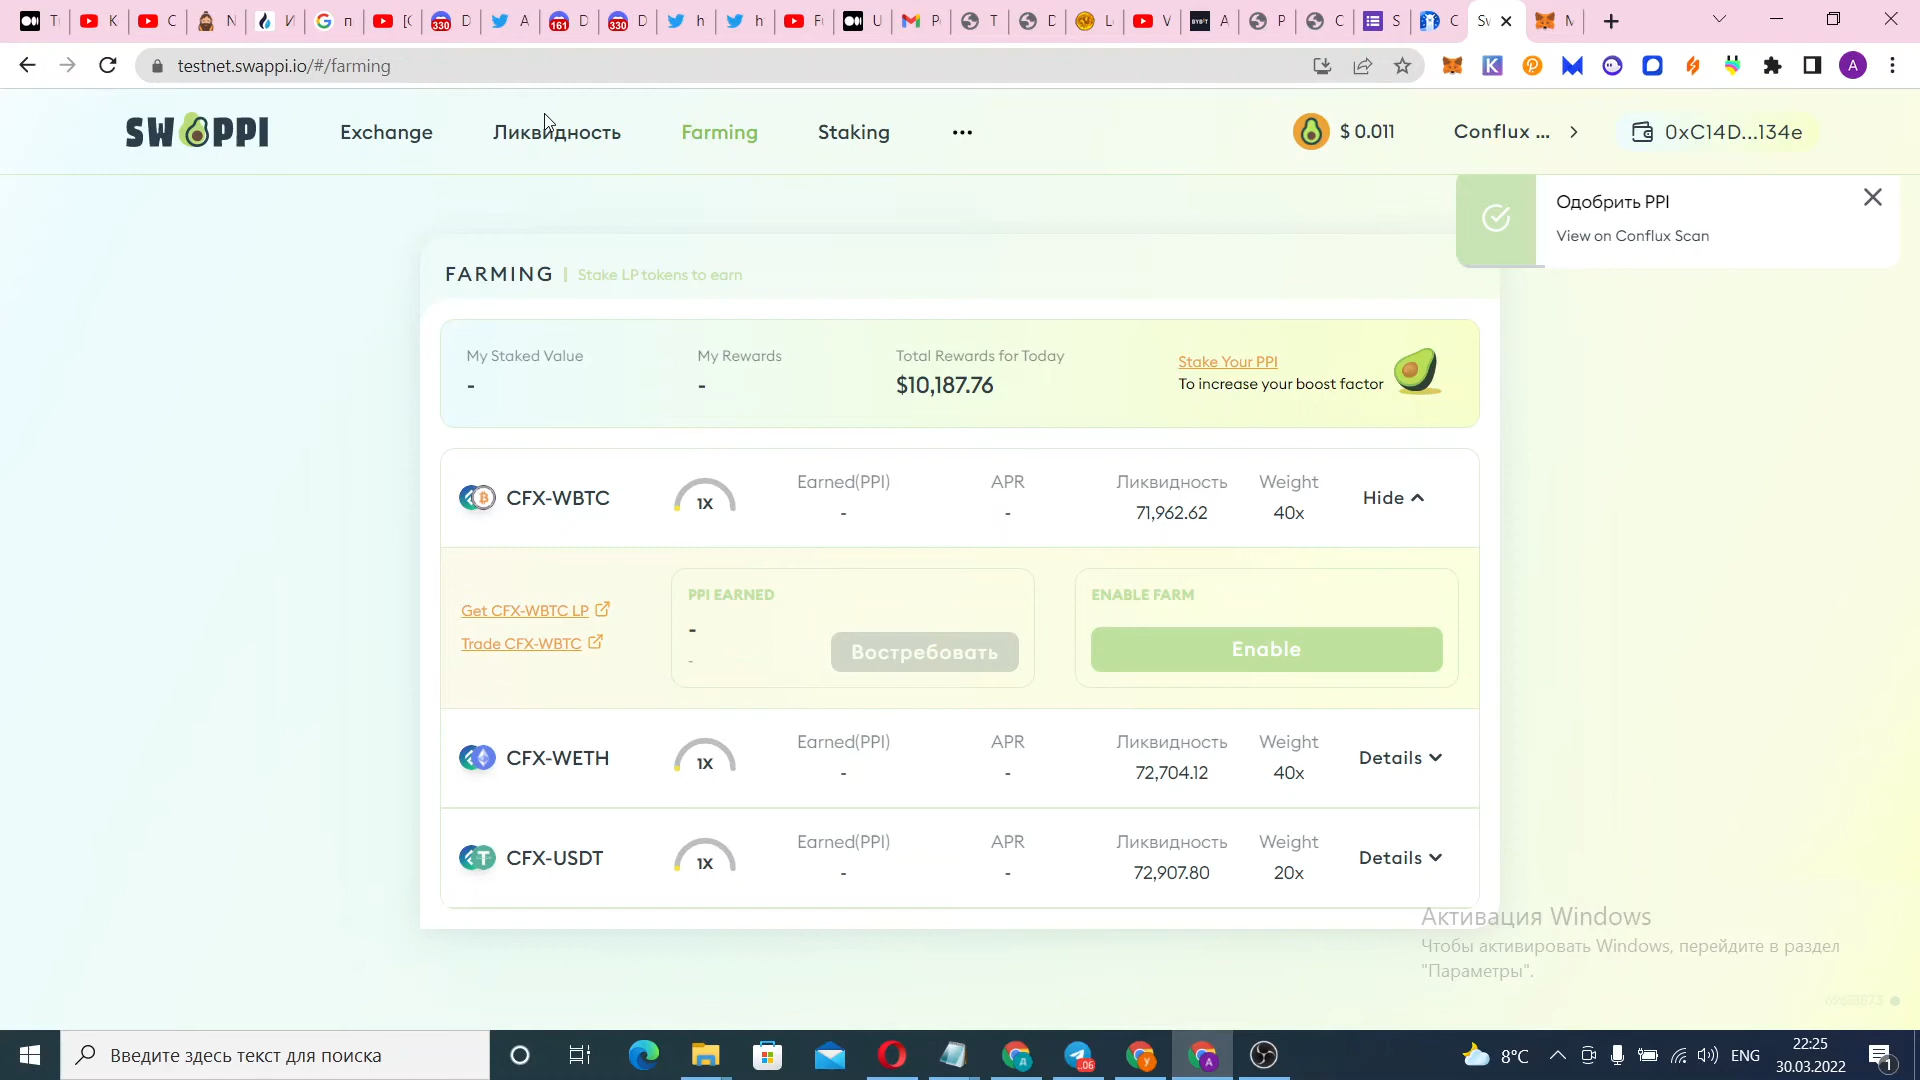 testnet.swappi.io/#/farming
SWAPPI
Exchange
Ликвидность
Farming
Staking
$ 0.011
Conflux ...
0xC14D...134e
Одобрить PPI
View on Conflux Scan
FARMING
Stake LP tokens to earn
My Staked Value
-
My Rewards
-
Total Rewards for Today
$10,187.76
Stake Your PPI
To increase your boost factor
CFX-WBTC
1X
Earned(PPI)
-
APR
-
Ликвидность
71,962.62
Weight
40x
Hide
Get CFX-WBTC LP
Trade CFX-WBTC
PPI EARNED
-
-
Востребовать
ENABLE FARM
Enable
CFX-WETH
1X
Earned(PPI)
-
APR
-
Ликвидность
72,704.12
Weight
40x
Details
CFX-USDT
1X
Earned(PPI)
-
APR
-
Ликвидность
72,907.80
Weight
20x
Details
Активация Windows
Чтобы активировать Windows, перейдите в раздел
"Параметры".
Введите здесь текст для поиска
8°C
ENG
22:25
30.03.2022